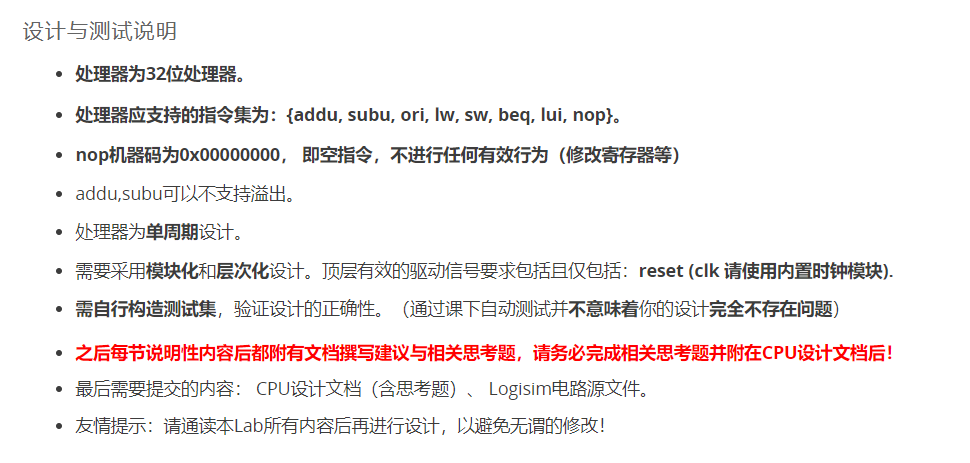 设计与测试说明
处理器为32位处理器。
处理器应支持的指令集为：{addu, subu, ori, lw, sw, beq, lui, nop}。
nop机器码为0x00000000， 即空指令，不进行任何有效行为（修改寄存器等）
addu,subu可以不支持溢出。
处理器为单周期设计。
需要采用模块化和层次化设计。顶层有效的驱动信号要求包括且仅包括：reset (clk 请使用内置时钟模块).
需自行构造测试集，验证设计的正确性。（通过课下自动测试并不意味着你的设计完全不存在问题）
之后每节说明性内容后都附有文档撰写建议与相关思考题，请务必完成相关思考题并附在CPU设计文档后！
最后需要提交的内容： CPU设计文档（含思考题）、 Logisim电路源文件。
友情提示：请通读本Lab所有内容后再进行设计，以避免无谓的修改！